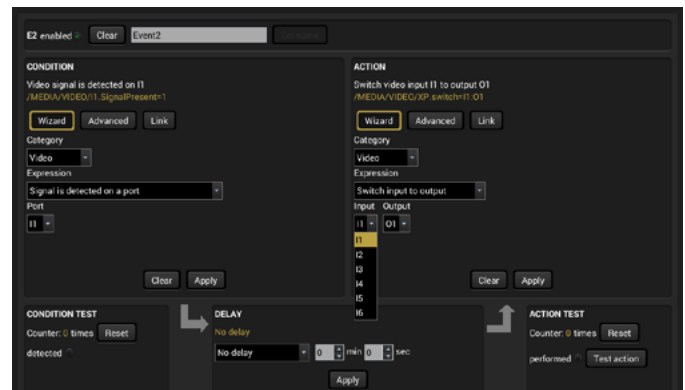 E2 enabled Clear Event2 Set name
CONDITION
Video signal is detected on I1
/MEDIA/VIDEO/I1.SignalPresent=1
Wizard Advanced Link
Category
Video
Expression
Signal is detected on a port
Port
I1
Clear Apply
ACTION
Switch video input I1 to output O1
/MEDIA/VIDEO/XP.switch=I1:O1
Wizard Advanced Link
Category
Video
Expression
Switch input to output
Input Output
I1 O1
I1
I2
I3
I4
I5
I6
Clear Apply
CONDITION TEST
Counter: 0 times Reset
detected
DELAY
No delay
No delay 0 min 0 sec
Apply
ACTION TEST
Counter: 0 times Reset
performed Test action